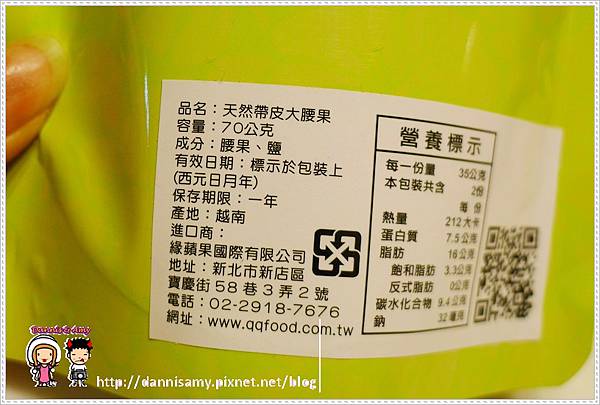 品名：天然帶皮大腰果
容量：70公克
成分：腰果、鹽
有效日期：標示於包裝上
(西元日月年)
保存期限：一年
產地：越南
進口商：
緣蘋果國際有限公司
地址：新北市新店區
寶慶街58巷3弄2號
電話：02-2918-7676
網址：www.qqfood.com.tw
營養標示
每一份量 35公克
本包裝共含 2份
每 份
熱量 212大卡
蛋白質 7.5公克
脂肪 16公克
飽和脂肪 3.3公克
反式脂肪 0公克
碳水化合物 9.4公克
鈉 32毫克
Dannis & Amy
http://dannisamy.pixnet.net/blog